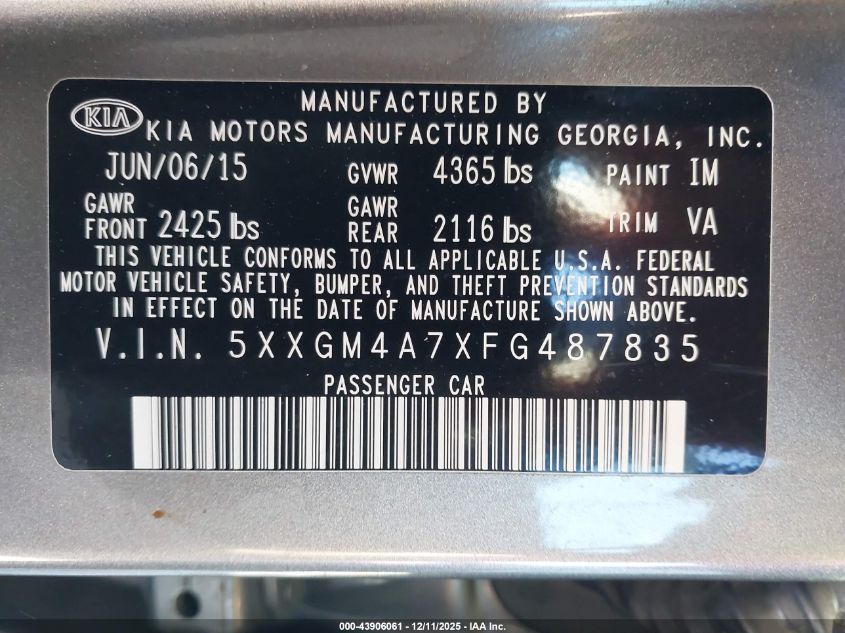 MANUFACTURED BY
KIA KIA MOTORS MANUFACTURING GEORGIA, INC.
JUN/06/15 GVWR 4365 lbs PAINT IM
GAWR FRONT 2425 lbs GAWR REAR 2116 lbs TRIM VA
THIS VEHICLE CONFORMS TO ALL APPLICABLE U.S.A. FEDERAL
MOTOR VEHICLE SAFETY, BUMPER, AND THEFT PREVENTION STANDARDS
IN EFFECT ON THE DATE OF MANUFACTURE SHOWN ABOVE.
V.I.N. 5XXGM4A7XFG487835
PASSENGER CAR
000-43906061 - 12/11/2025 - IAA Inc.